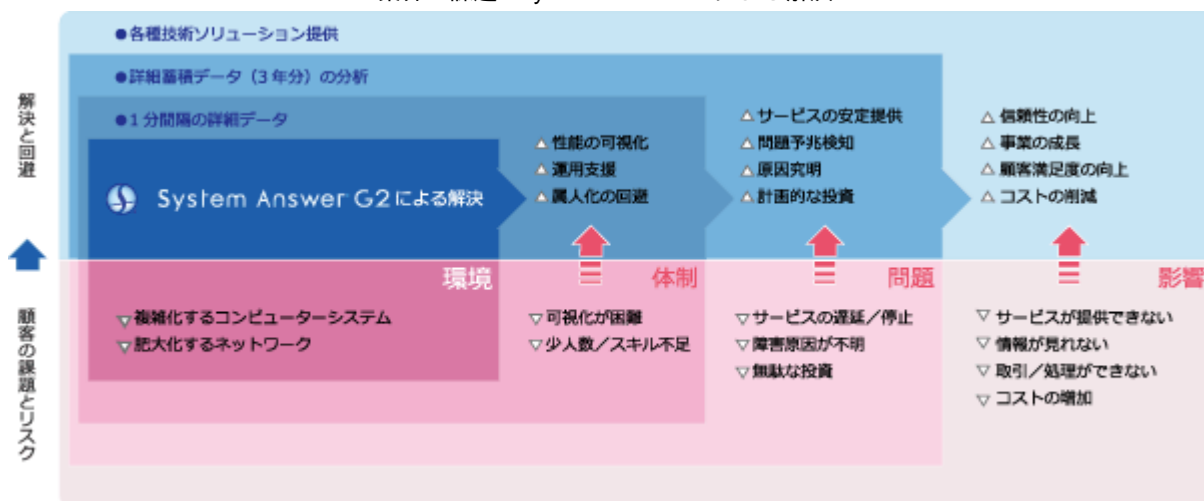 ●各種技術ソリューション提供
●詳細蓄積データ（3年分）の分析
●1分間隔の詳細データ
System Answer G2による解決
△性能の可視化
△運用支援
△属人化の回避
△サービスの安定提供
△問題予兆検知
△原因究明
△計画的な投資
△信頼性の向上
△事業の成長
△顧客満足度の向上
△コストの削減
解決と回避
顧客の課題とリスク
環境
▽複雑化するコンピューターシステム
▽肥大化するネットワーク
体制
▽可視化が困難
▽少人数／スキル不足
問題
▽サービスの遅延／停止
▽障害原因が不明
▽無駄な投資
影響
▽サービスが提供できない
▽情報が見れない
▽取引／処理ができない
▽コストの増加